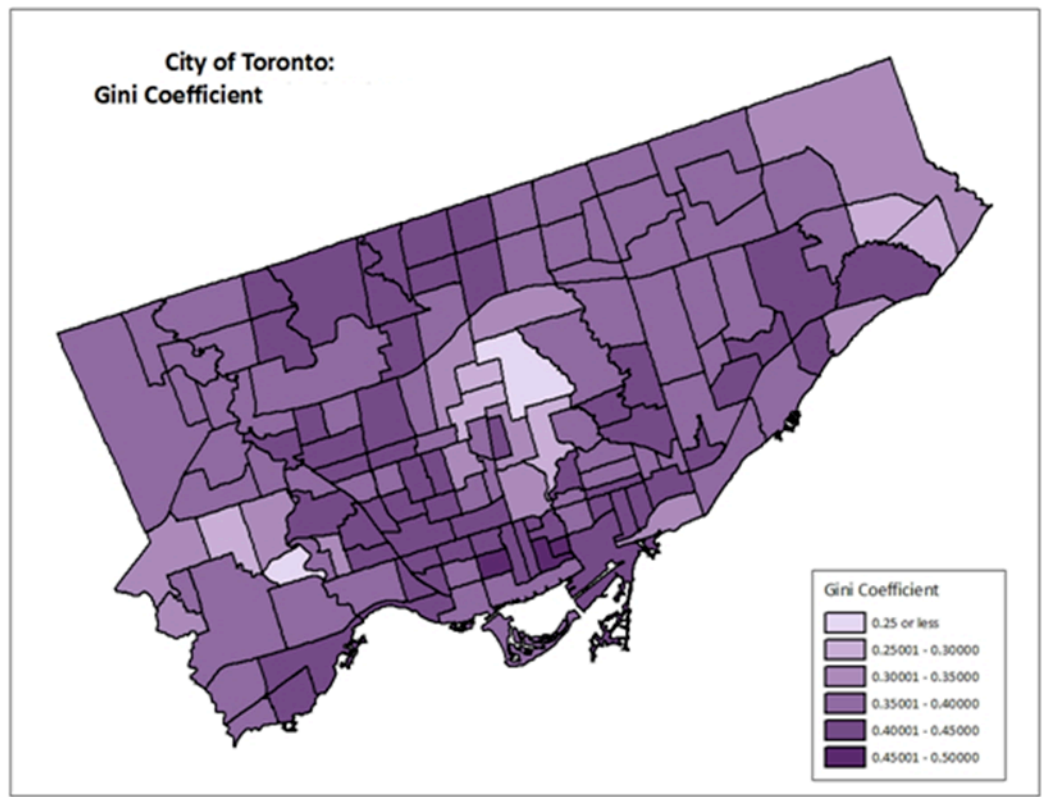 City of Toronto:
Gini Coefficient
Gini Coefficient
0.25 or less
0.25001 - 0.30000
0.30001 - 0.35000
0.35001 - 0.40000
0.40001 - 0.45000
0.45001 - 0.50000